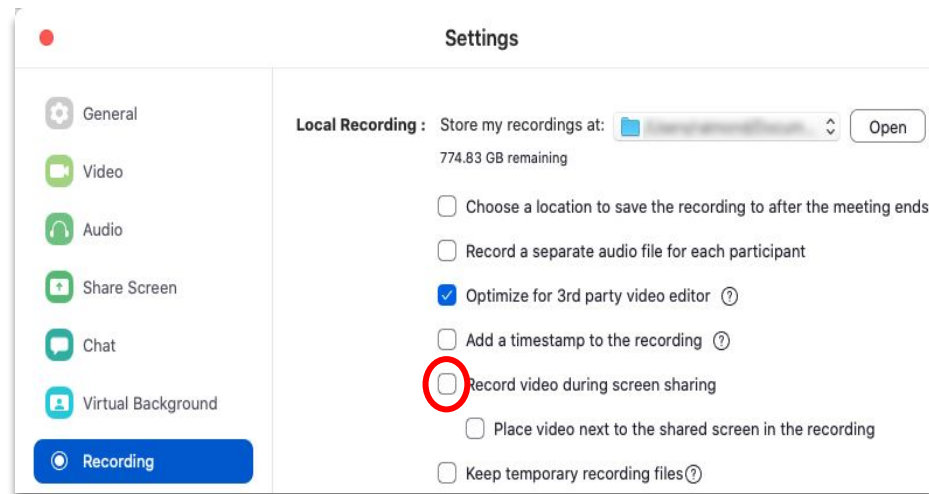 Settings
General
Video
Audio
Share Screen
Chat
Virtual Background
Recording
Local Recording : Store my recordings at: Open
774.83 GB remaining
Choose a location to save the recording to after the meeting ends
Record a separate audio file for each participant
Optimize for 3rd party video editor ?
Add a timestamp to the recording ?
Record video during screen sharing
Place video next to the shared screen in the recording
Keep temporary recording files ?